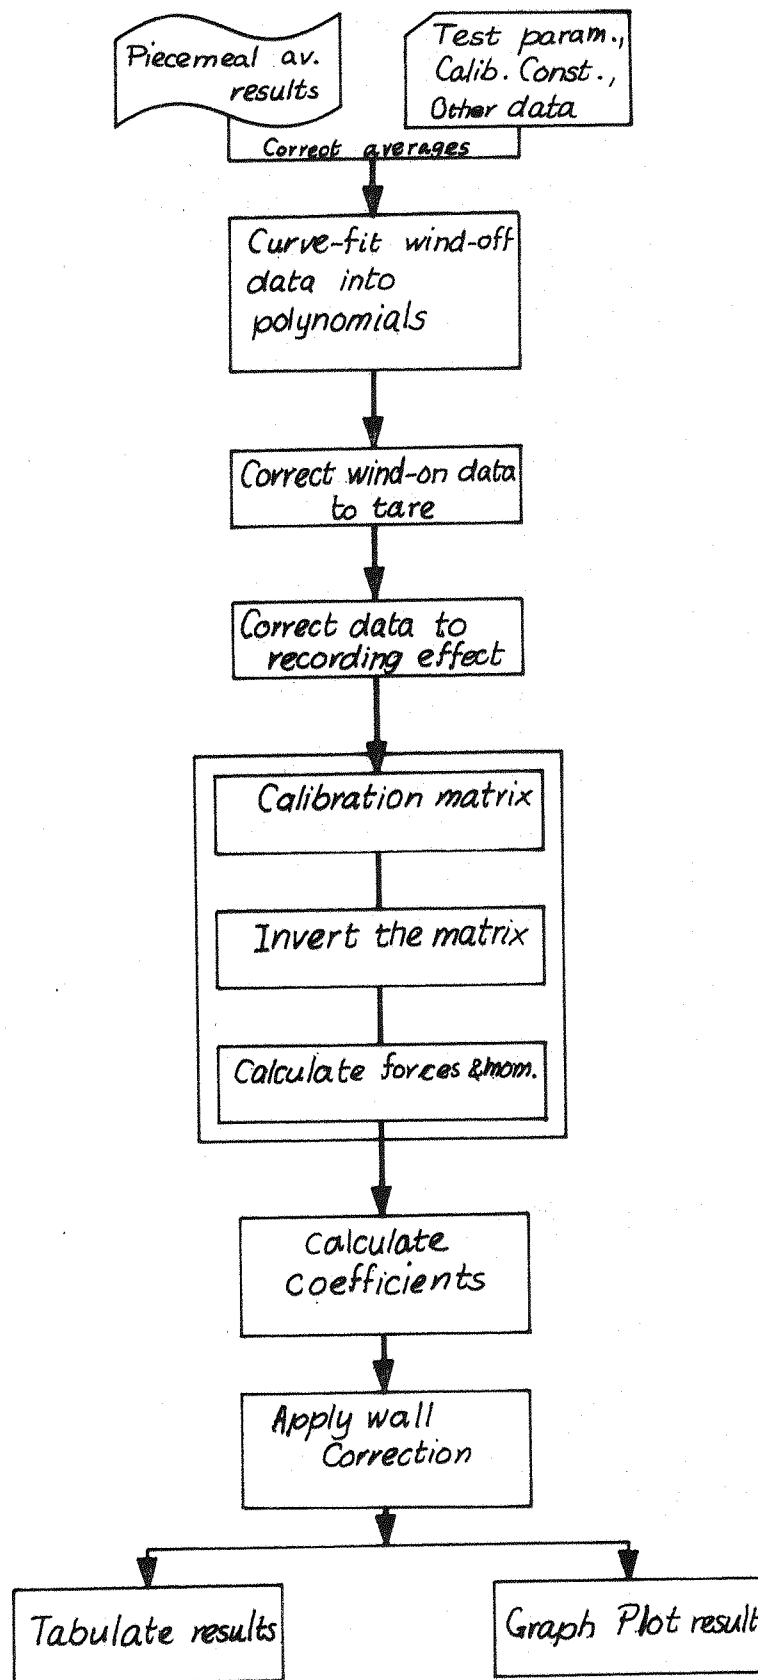 Piecemeal av.
results
Test param.,
Calib. Const.,
Other data
Correct averages
Curve-fit wind-off
data into
polynomials
Correct wind-on data
to tare
Correct data to
recording effect
Calibration matrix
Invert the matrix
Calculate forces &mom.
Calculate
coefficients
Apply wall
Correction
Tabulate results
Graph Plot result